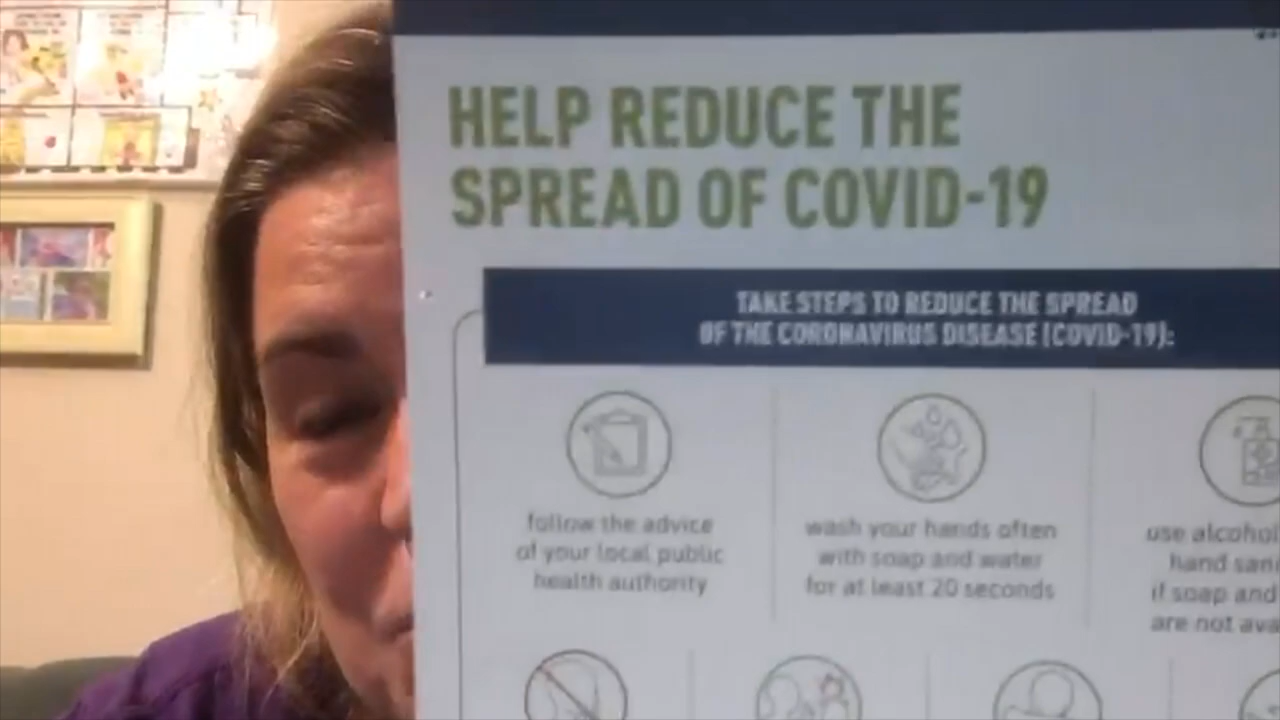 HELP REDUCE THE
SPREAD OF COVID-19
TAKE STEPS TO REDUCE THE SPREAD
OF THE CORONAVIRUS DISEASE (COVID-19):
follow the advice
of your local public
health authority
wash your hands often
with soap and water
for at least 20 seconds
use alcohol
hand
if soap and
are not